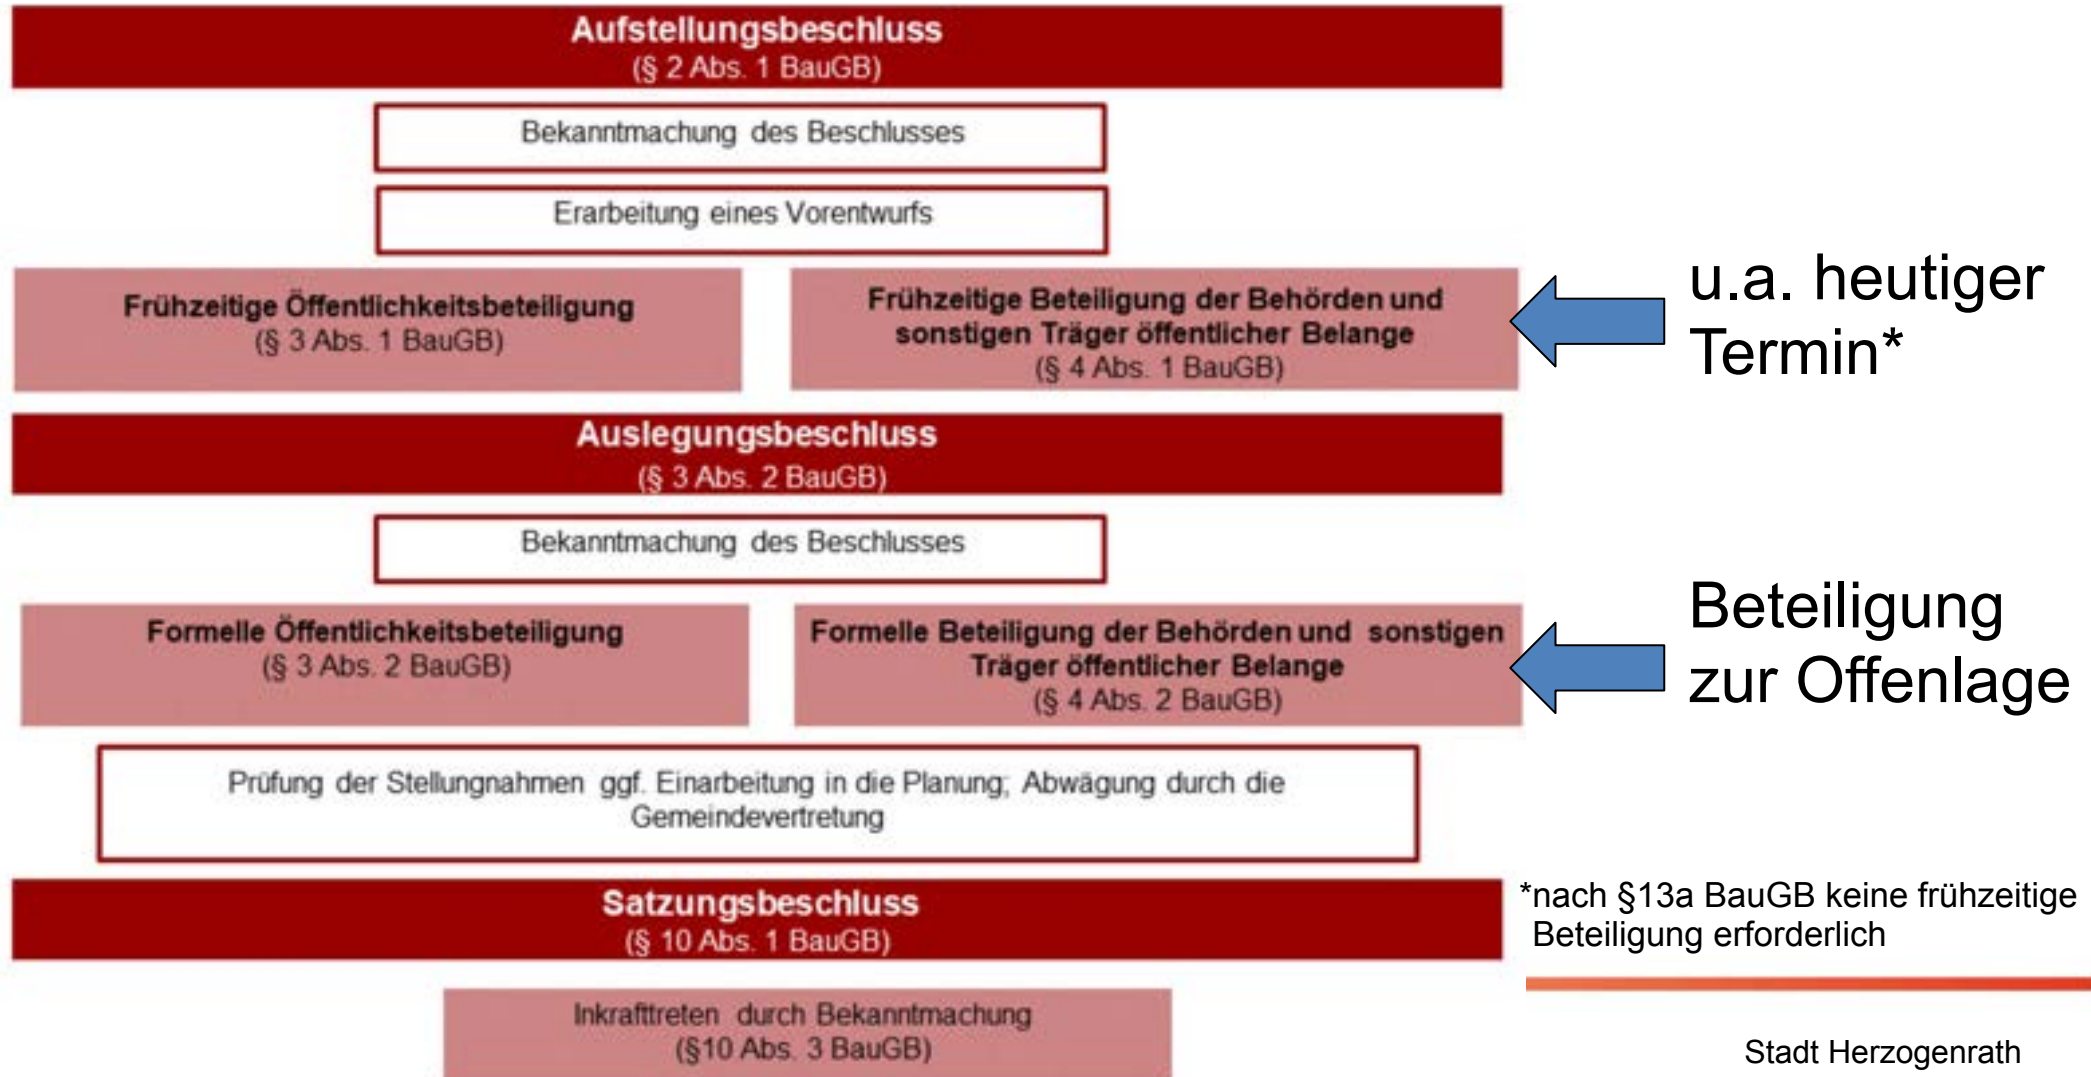 Aufstellungsbeschluss
(§ 2 Abs. 1 BauGB)
Bekanntmachung des Beschlusses
Erarbeitung eines Vorentwurfs
Frühzeitige Öffentlichkeitsbeteiligung
(§ 3 Abs. 1 BauGB)
Frühzeitige Beteiligung der Behörden und
sonstigen Träger öffentlicher Belange
(§ 4 Abs. 1 BauGB)
u.a. heutiger
Termin*
Auslegungsbeschluss
(§ 3 Abs. 2 BauGB)
Bekanntmachung des Beschlusses
Formelle Öffentlichkeitsbeteiligung
(§ 3 Abs. 2 BauGB)
Formelle Beteiligung der Behörden und sonstigen
Träger öffentlicher Belange
(§ 4 Abs. 2 BauGB)
Beteiligung
zur Offenlage
Prüfung der Stellungnahmen ggf. Einarbeitung in die Planung; Abwägung durch die
Gemeindevertretung
Satzungsbeschluss
(§ 10 Abs. 1 BauGB)
*nach §13a BauGB keine frühzeitige
Beteiligung erforderlich
Inkrafttreten durch Bekanntmachung
(§10 Abs. 3 BauGB)
Stadt Herzogenrath